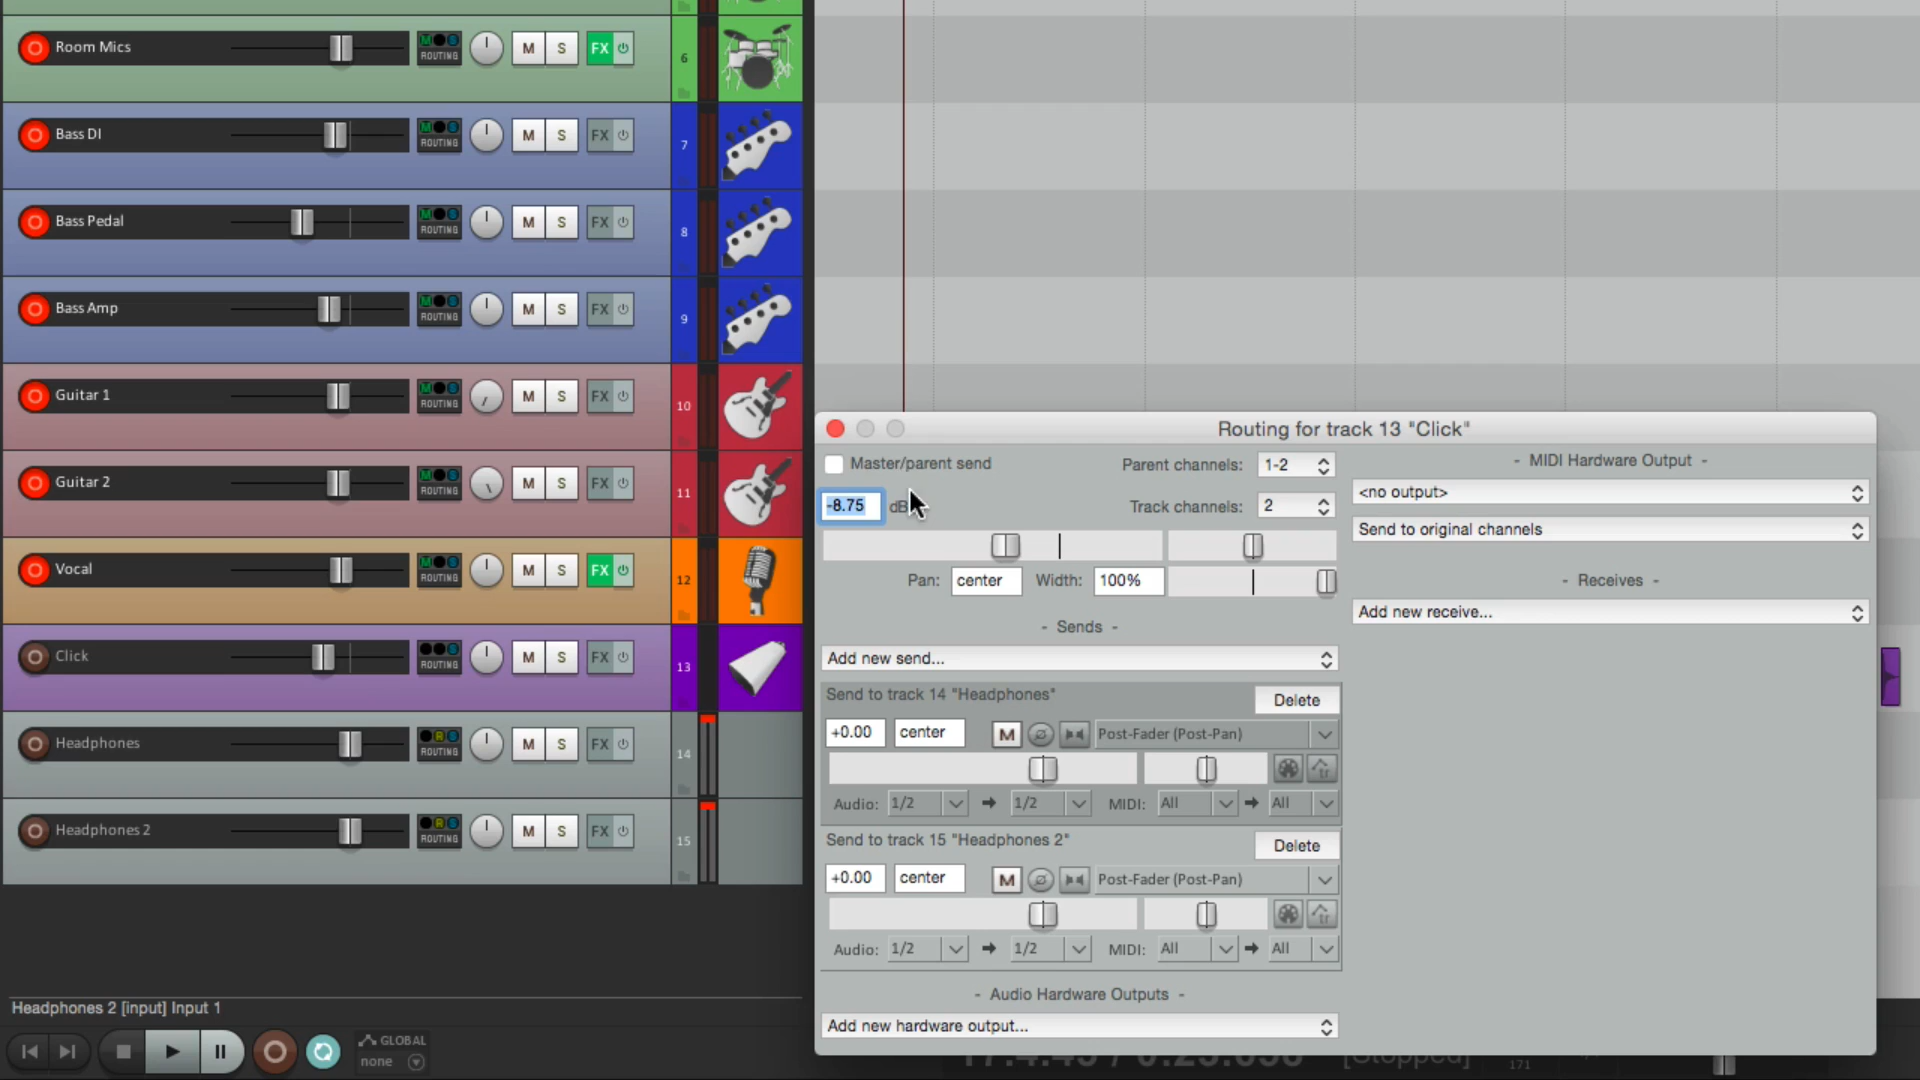 Room Mics ROUTING M S FX 6
Bass DI ROUTING M S FX 7
Bass Pedal ROUTING M S FX 8
Bass Amp ROUTING M S FX 9
Guitar 1 ROUTING M S FX 10
Guitar 2 ROUTING M S FX 11
Vocal ROUTING M S FX 12
Click ROUTING M S FX 13
Headphones ROUTING M S FX 14
Headphones 2 ROUTING M S FX 15
Headphones 2 [input] Input 1
GLOBAL
none
Routing for track 13 "Click"
Master/parent send Parent channels: 1-2
-8.75 dB Track channels: 2
Pan: center Width: 100%
- Sends -
Add new send...
Send to track 14 "Headphones" Delete
+0.00 center M Post-Fader (Post-Pan)
Audio: 1/2 1/2 MIDI: All All
Send to track 15 "Headphones 2" Delete
+0.00 center M Post-Fader (Post-Pan)
Audio: 1/2 1/2 MIDI: All All
- Audio Hardware Outputs -
Add new hardware output...
- MIDI Hardware Output -
<no output>
Send to original channels
- Receives -
Add new receive...
[Stopped]
171